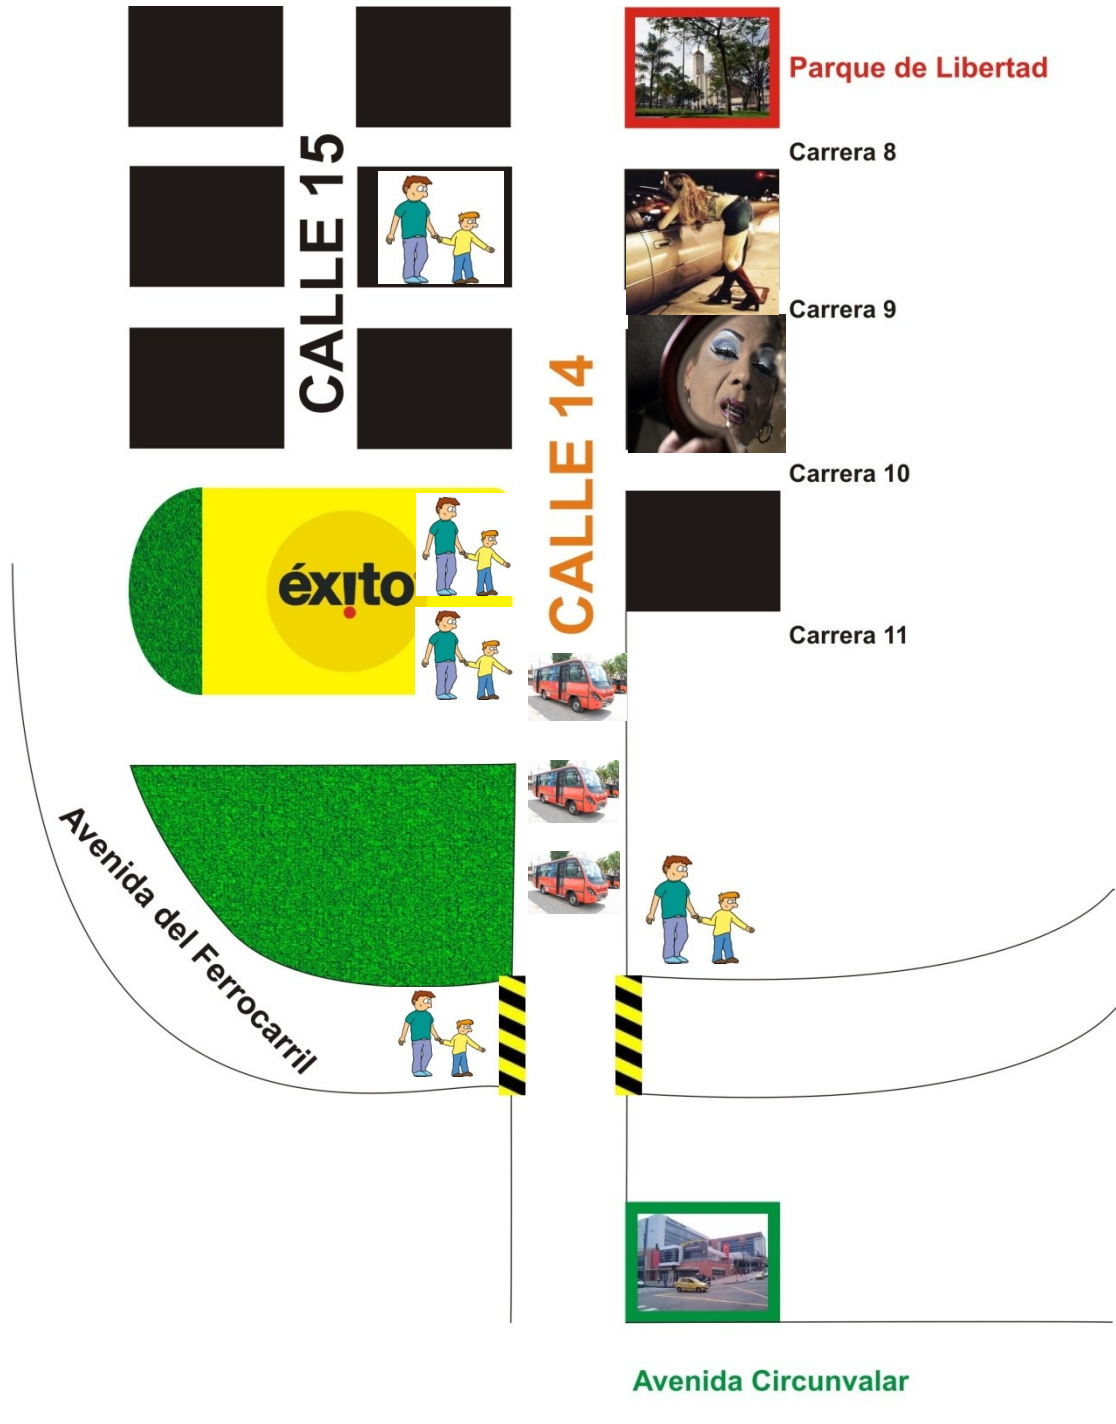 Parque de Libertad
Carrera 8
CALLE 15
Carrera 9
CALLE 14
Carrera 10
éxito
Carrera 11
Avenida del Ferrocarril
Avenida Circunvalar